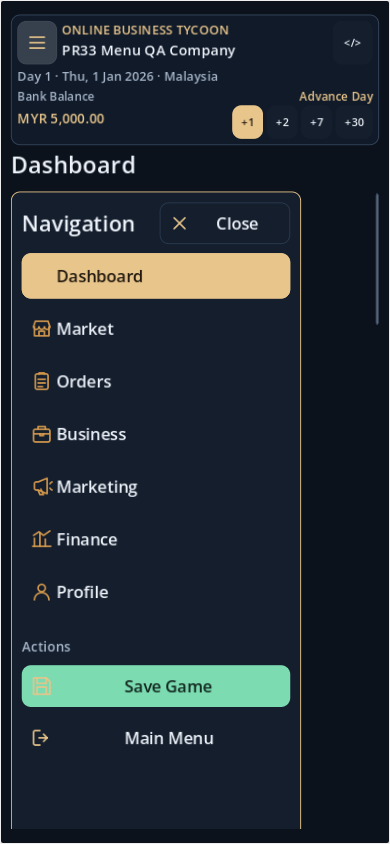 ONLINE BUSINESS TYCOON
PR33 Menu QA Company
</>
Day 1 · Thu, 1 Jan 2026 · Malaysia
Bank Balance
Advance Day
MYR 5,000.00
+1 +2 +7 +30
Dashboard
Navigation
Close
Dashboard
Market
Orders
Business
Marketing
Finance
Profile
Actions
Save Game
Main Menu